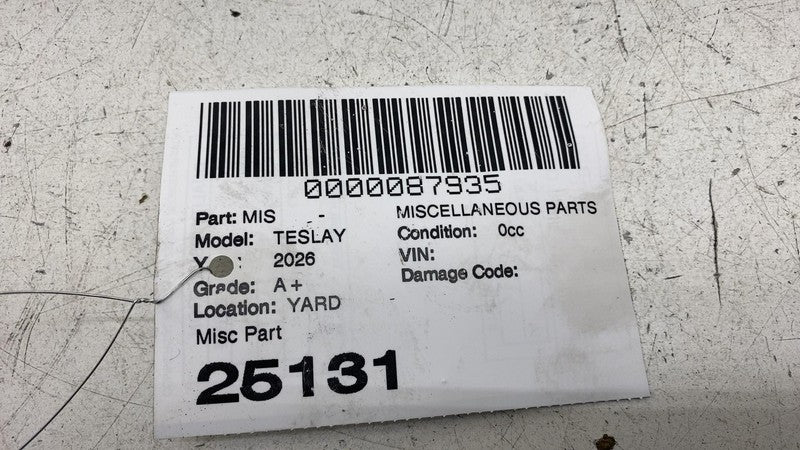 0000087935
Part: MIS - MISCELLANEOUS PARTS
Model: TESLAY Condition: 0cc
2026 VIN:
Grade: A+ Damage Code:
Location: YARD
Misc Part
25131